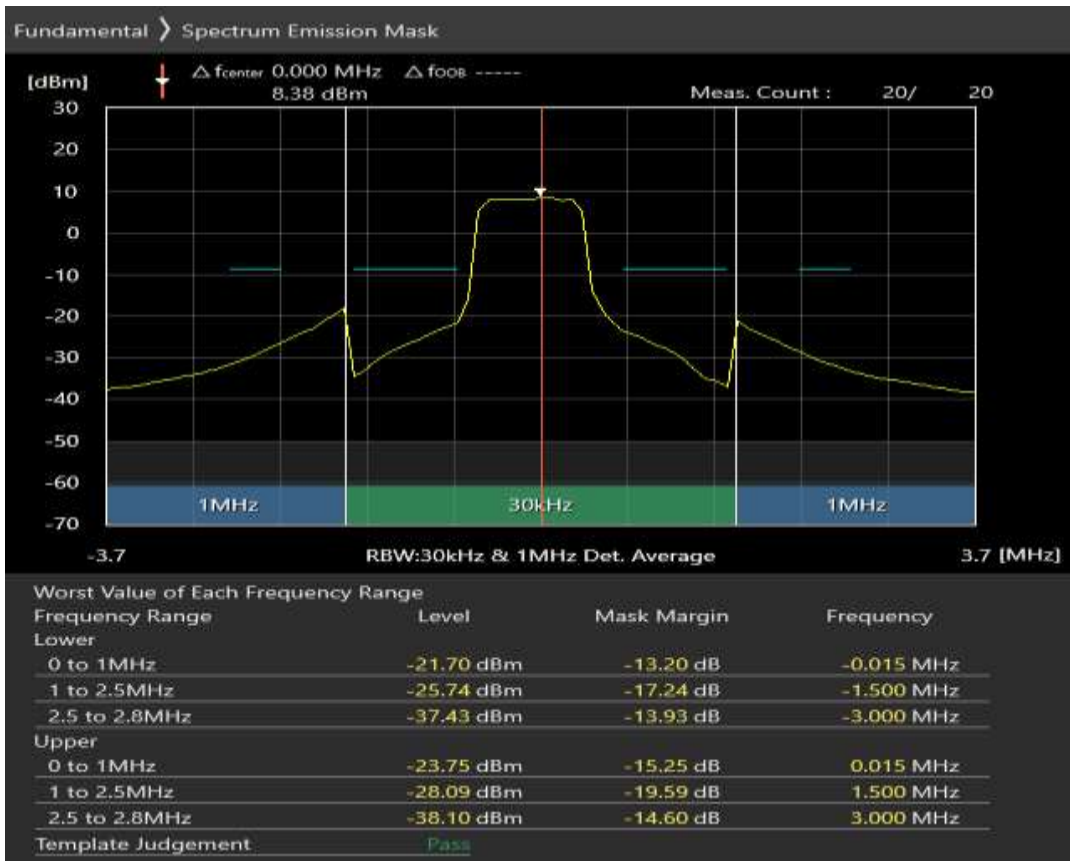 Fundamental 〉 Spectrum Emission Mask
[dBm] △ fcenter 0.000 MHz △ fOOB -----
8.38 dBm Meas. Count : 20/ 20
30
20
10
0
-10
-20
-30
-40
-50
-60
1MHz 30kHz 1MHz
-70
-3.7 RBW:30kHz & 1MHz Det. Average 3.7 [MHz]
Worst Value of Each Frequency Range
Frequency Range Level Mask Margin Frequency
Lower
0 to 1MHz -21.70 dBm -13.20 dB -0.015 MHz
1 to 2.5MHz -25.74 dBm -17.24 dB -1.500 MHz
2.5 to 2.8MHz -37.43 dBm -13.93 dB -3.000 MHz
Upper
0 to 1MHz -23.75 dBm -15.25 dB 0.015 MHz
1 to 2.5MHz -28.09 dBm -19.59 dB 1.500 MHz
2.5 to 2.8MHz -38.10 dBm -14.60 dB 3.000 MHz
Template Judgement Pass